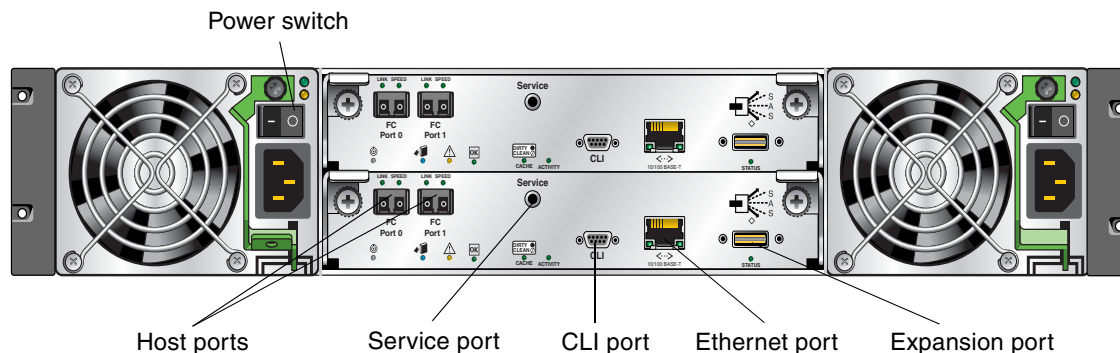 Power switch
LINK SPEED LINK SPEED
Service
S
A
S
FC
Port 0
FC
Port 1
CLI
10/100 BASE-T
OK
DIRTY
CLEAN
CACHE ACTIVITY
STATUS
LINK SPEED LINK SPEED
Service
S
A
S
FC
Port 0
FC
Port 1
CLI
10/100 BASE-T
OK
DIRTY
CLEAN
CACHE ACTIVITY
STATUS
Host ports Service port CLI port Ethernet port Expansion port